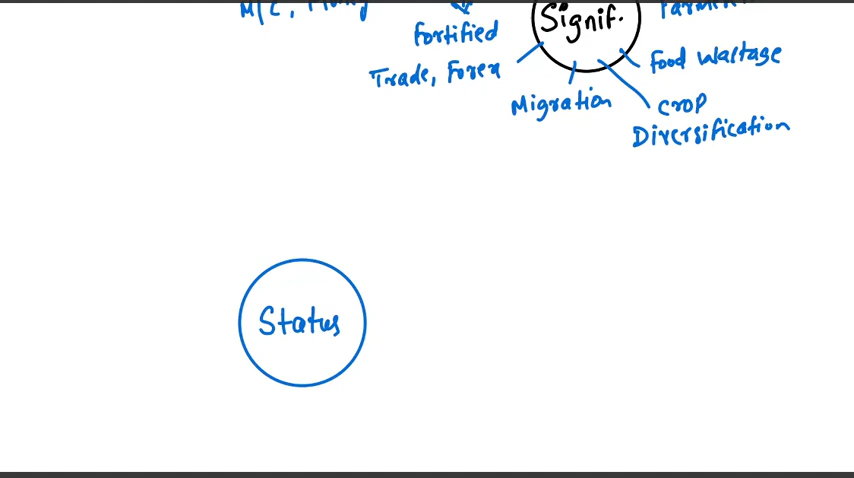 Signif.
fortified
Trade, Forex
Food Wastage
Migration
Crop
Diversification
Status